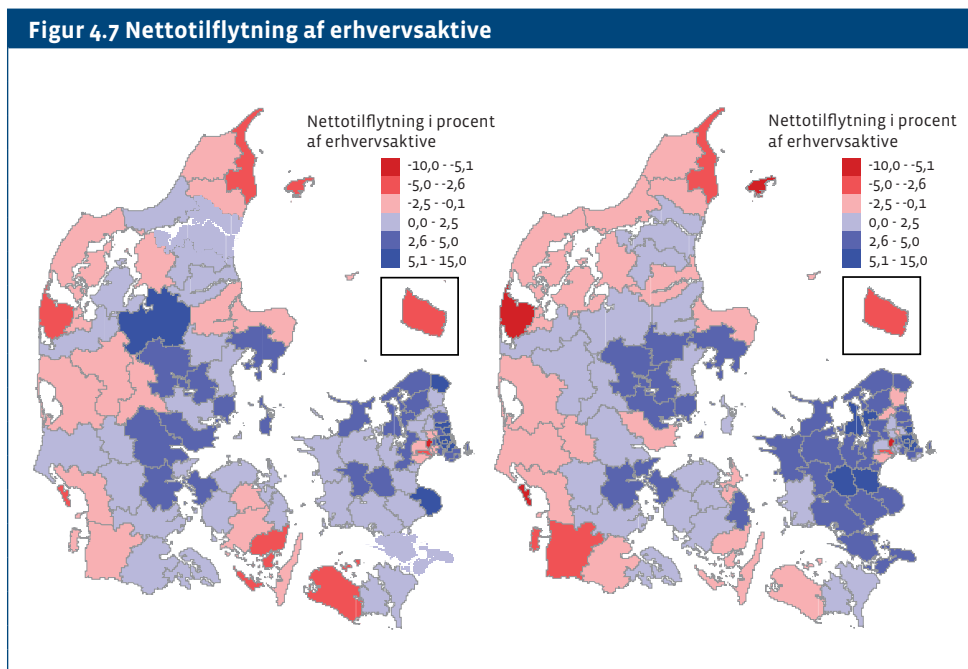 Figur 4.7 Nettotilflytning af erhvervsaktive
Nettotilflytning i procent
af erhvervsaktive
-10,0 - -5,1
-5,0 - -2,6
-2,5 - -0,1
0,0 - 2,5
2,6 - 5,0
5,1 - 15,0
Nettotilflytning i procent
af erhvervsaktive
-10,0 - -5,1
-5,0 - -2,6
-2,5 - -0,1
0,0 - 2,5
2,6 - 5,0
5,1 - 15,0